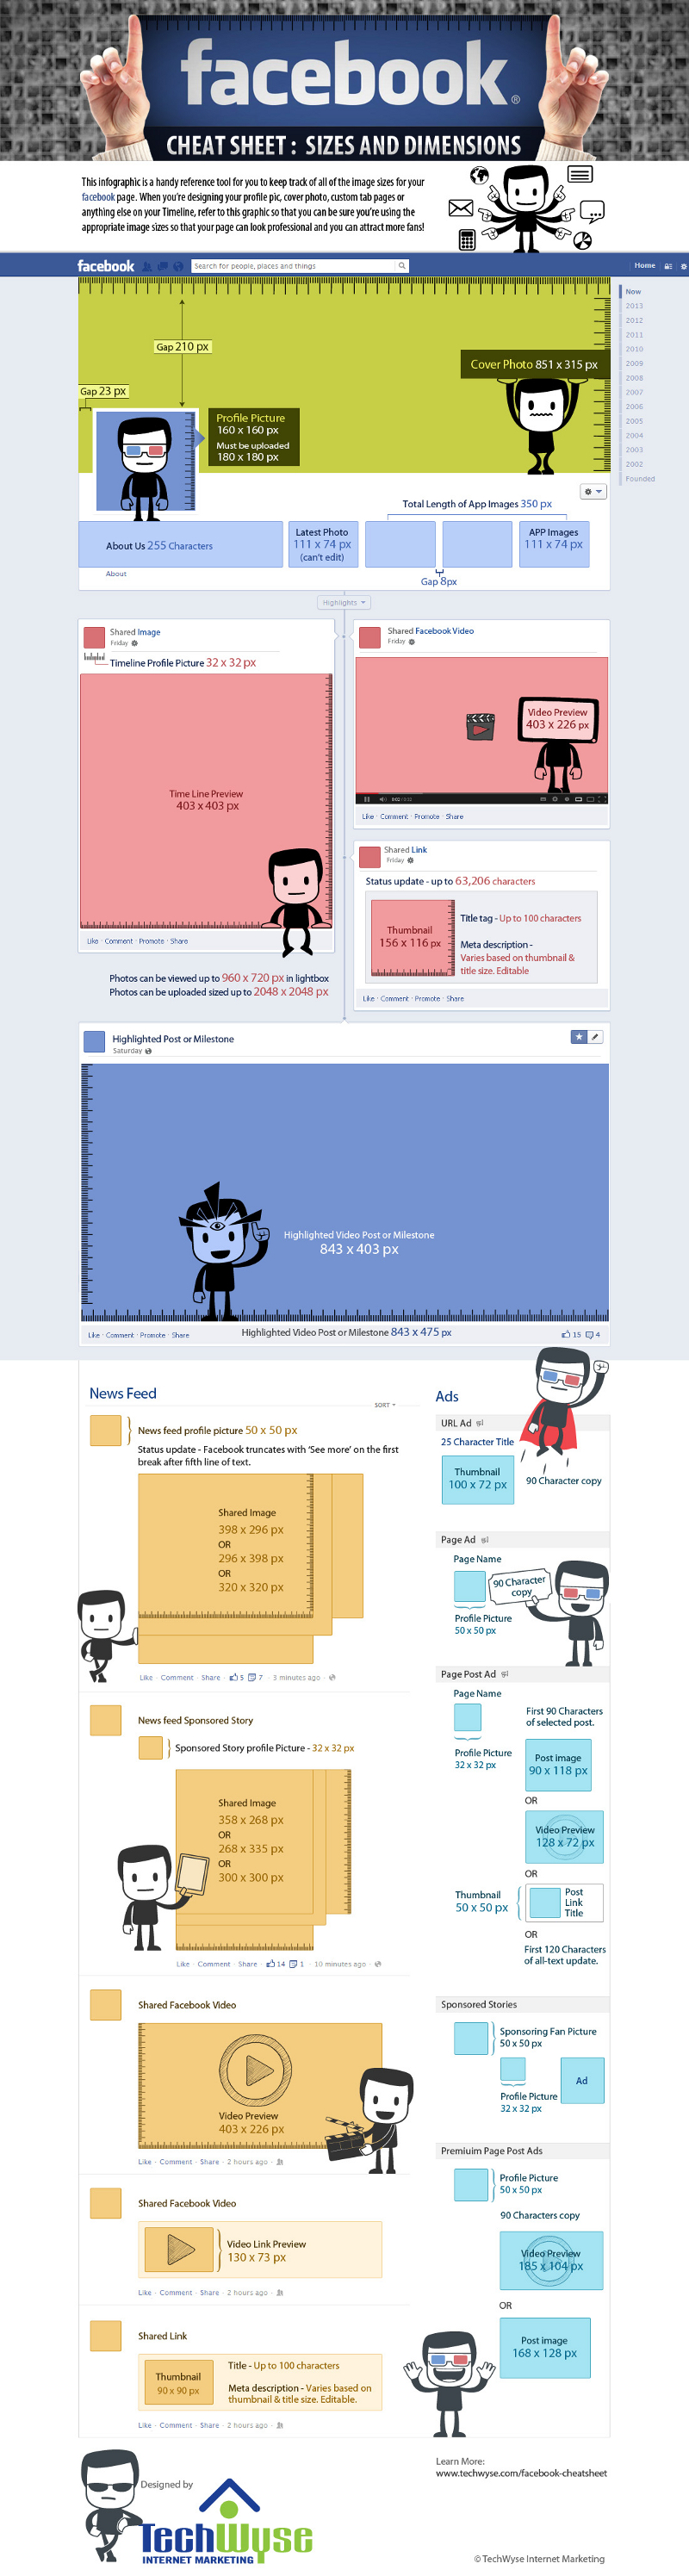 facebook®
CHEAT SHEET : SIZES AND DIMENSIONS
This infographic is a handy reference tool for you to keep track of all the image sizes for your
facebook page. When you're designing your profile pic, cover photo, custom tab pages or
anything else on your Timeline, refer to this graphic so that you can be sure you're using the
appropriate image sizes so that your page can look professional and you can get more fans!
facebook
Search for people, places and things
Home
Now
2013
2012
2011
2010
2009
2008
2007
2006
2005
2004
2003
2002
Founded
Gap 210 px
Cover Photo 851 x 315 px
Gap 23 px
Profile Picture
160 x 160 px
Must be uploaded
180 x 180 px
Total Length of App Images 350 px
About Us 255 Characters
Latest Photo
111 x 74 px
(can't edit)
APP Images
111 x 74 px
About
Gap 8px
Highlights
Shared Image
Friday
Timeline Profile Picture 32 x 32 px
Time Line Preview
403 x 403 px
Like · Comment · Promote · Share
Photos can be viewed up to 960 x 720 px in lightbox
Photos can be uploaded sized up to 2048 x 2048 px
Shared Facebook Video
Friday
Video Preview
403 x 226 px
Like · Comment · Promote · Share
Shared Link
Friday
Status update - up to 63,206 characters
Thumbnail
156 x 116 px
Title tag - Up to 100 characters
Meta description -
Varies based on thumbnail &
title size. Editable
Like · Comment · Promote · Share
Highlighted Post or Milestone
Saturday
Highlighted Video Post or Milestone
843 x 403 px
Like · Comment · Promote · Share
Highlighted Video Post or Milestone 843 x 475 px
15 4
News Feed
SORT
News feed profile picture 50 x 50 px
Status update - Facebook truncates with 'See more' on the first
break after fifth line of text.
Shared Image
398 x 296 px
OR
296 x 398 px
OR
320 x 320 px
Like · Comment · Share · 5 7 · 3 minutes ago ·
News feed Sponsored Story
Sponsored Story profile Picture - 32 x 32 px
Shared Image
358 x 268 px
OR
268 x 335 px
OR
300 x 300 px
Like · Comment · Share · 14 1 · 10 minutes ago ·
Shared Facebook Video
Video Preview
403 x 226 px
Like · Comment · Share · 2 hours ago ·
Shared Facebook Video
Video Link Preview
130 x 73 px
Like · Comment · Share · 2 hours ago ·
Shared Link
Thumbnail
90 x 90 px
Title - Up to 100 characters
Meta description - Varies based on
thumbnail & title size. Editable.
Like · Comment · Share · 2 hours ago ·
Ads
URL Ad
25 Character Title
Thumbnail
100 x 72 px
90 Character copy
Page Ad
Page Name
90 Character
copy
Profile Picture
50 x 50 px
Page Post Ad
Page Name
First 90 Characters
of selected post.
Profile Picture
32 x 32 px
Post image
90 x 118 px
OR
Video Preview
128 x 72 px
OR
Thumbnail
50 x 50 px
Post
Link
Title
OR
First 120 Characters
of all-text update.
Sponsored Stories
Sponsoring Fan Picture
50 x 50 px
Ad
Profile Picture
32 x 32 px
Premiuim Page Post Ads
Profile Picture
50 x 50 px
90 Characters copy
Video Preview
185 x 104 px
OR
Post image
168 x 128 px
Designed by
TechWyse
INTERNET MARKETING
Learn More:
www.techwyse.com/facebook-cheatsheet
© TechWyse Internet Marketing